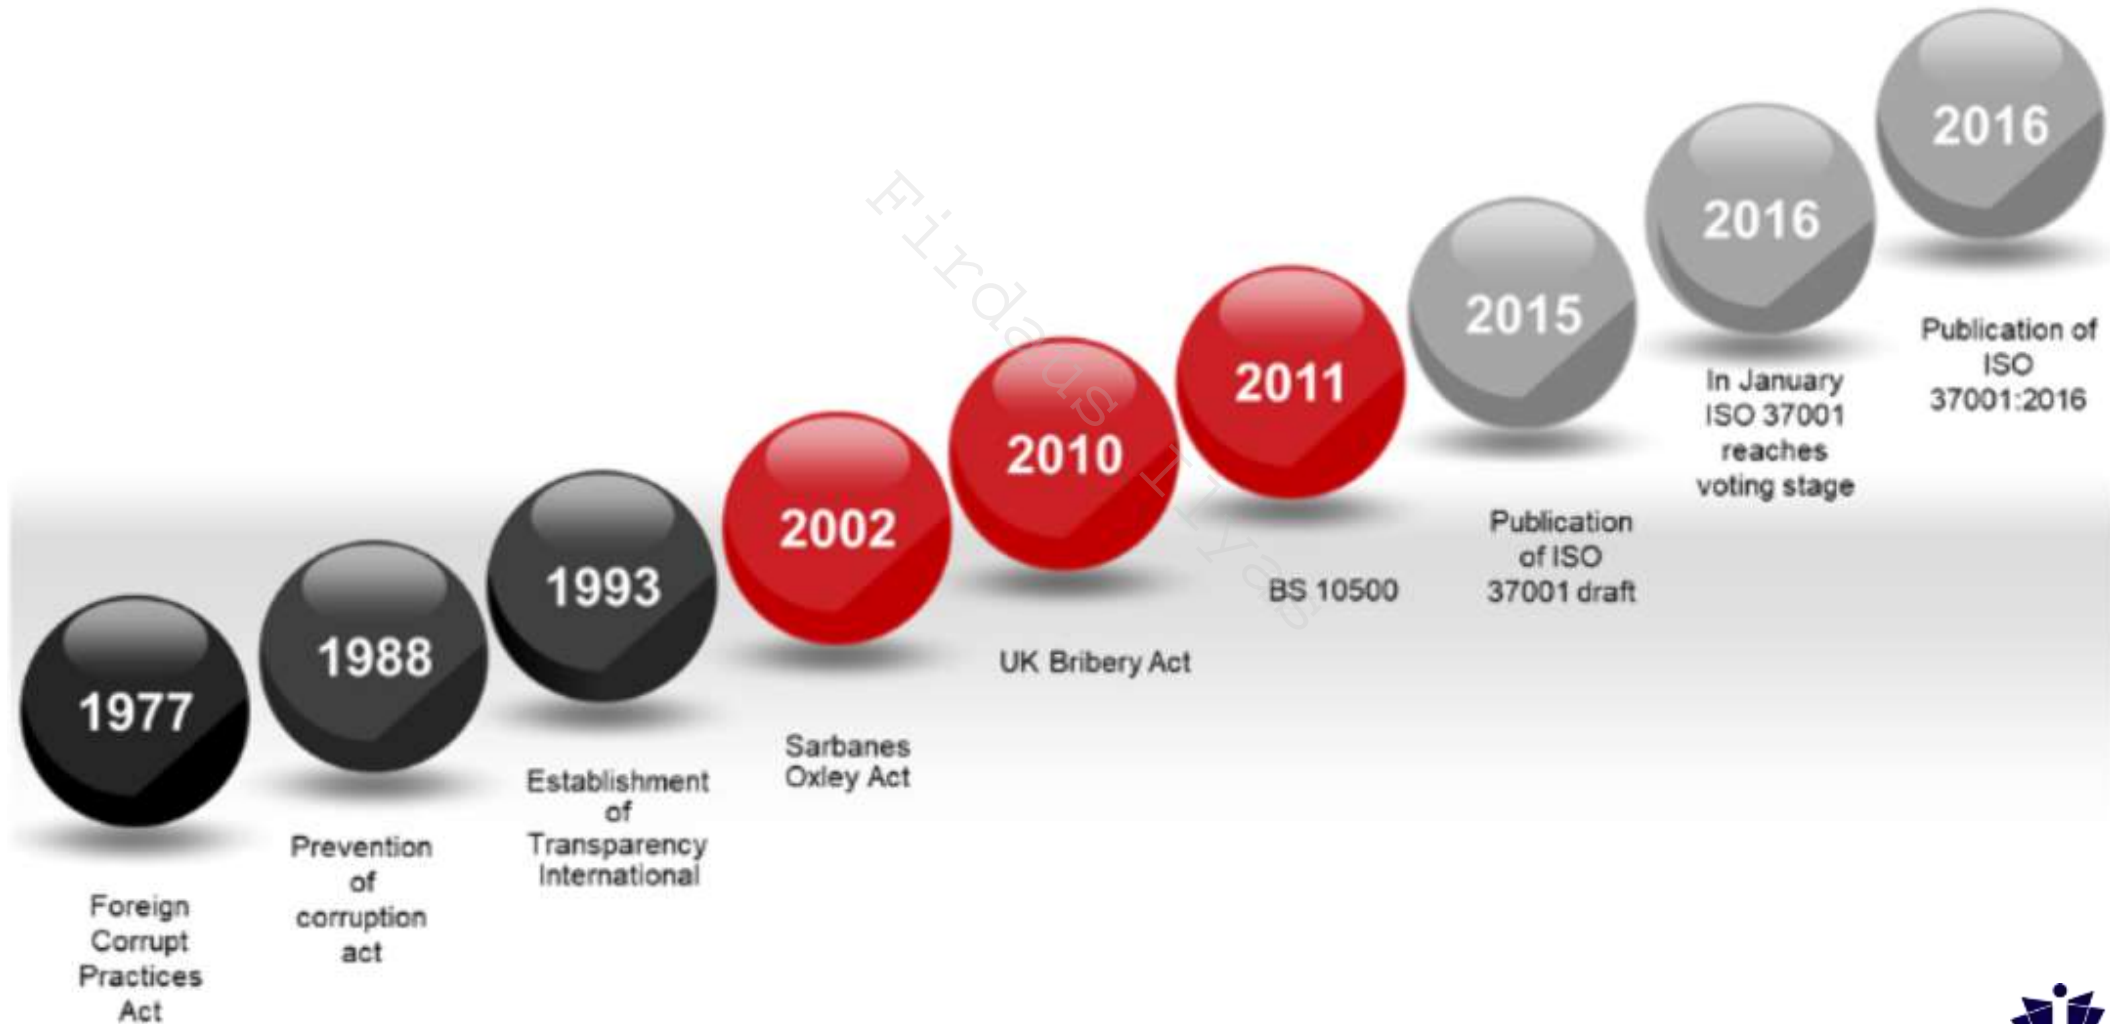 1977
Foreign
Corrupt
Practices
Act
1988
Prevention
of
corruption
act
1993
Establishment
of
Transparency
International
2002
Sarbanes
Oxley Act
2010
UK Bribery Act
2011
BS 10500
2015
Publication
of ISO
37001 draft
2016
In January
ISO 37001
reaches
voting stage
2016
Publication of
ISO
37001:2016
Firdaus Ilyas